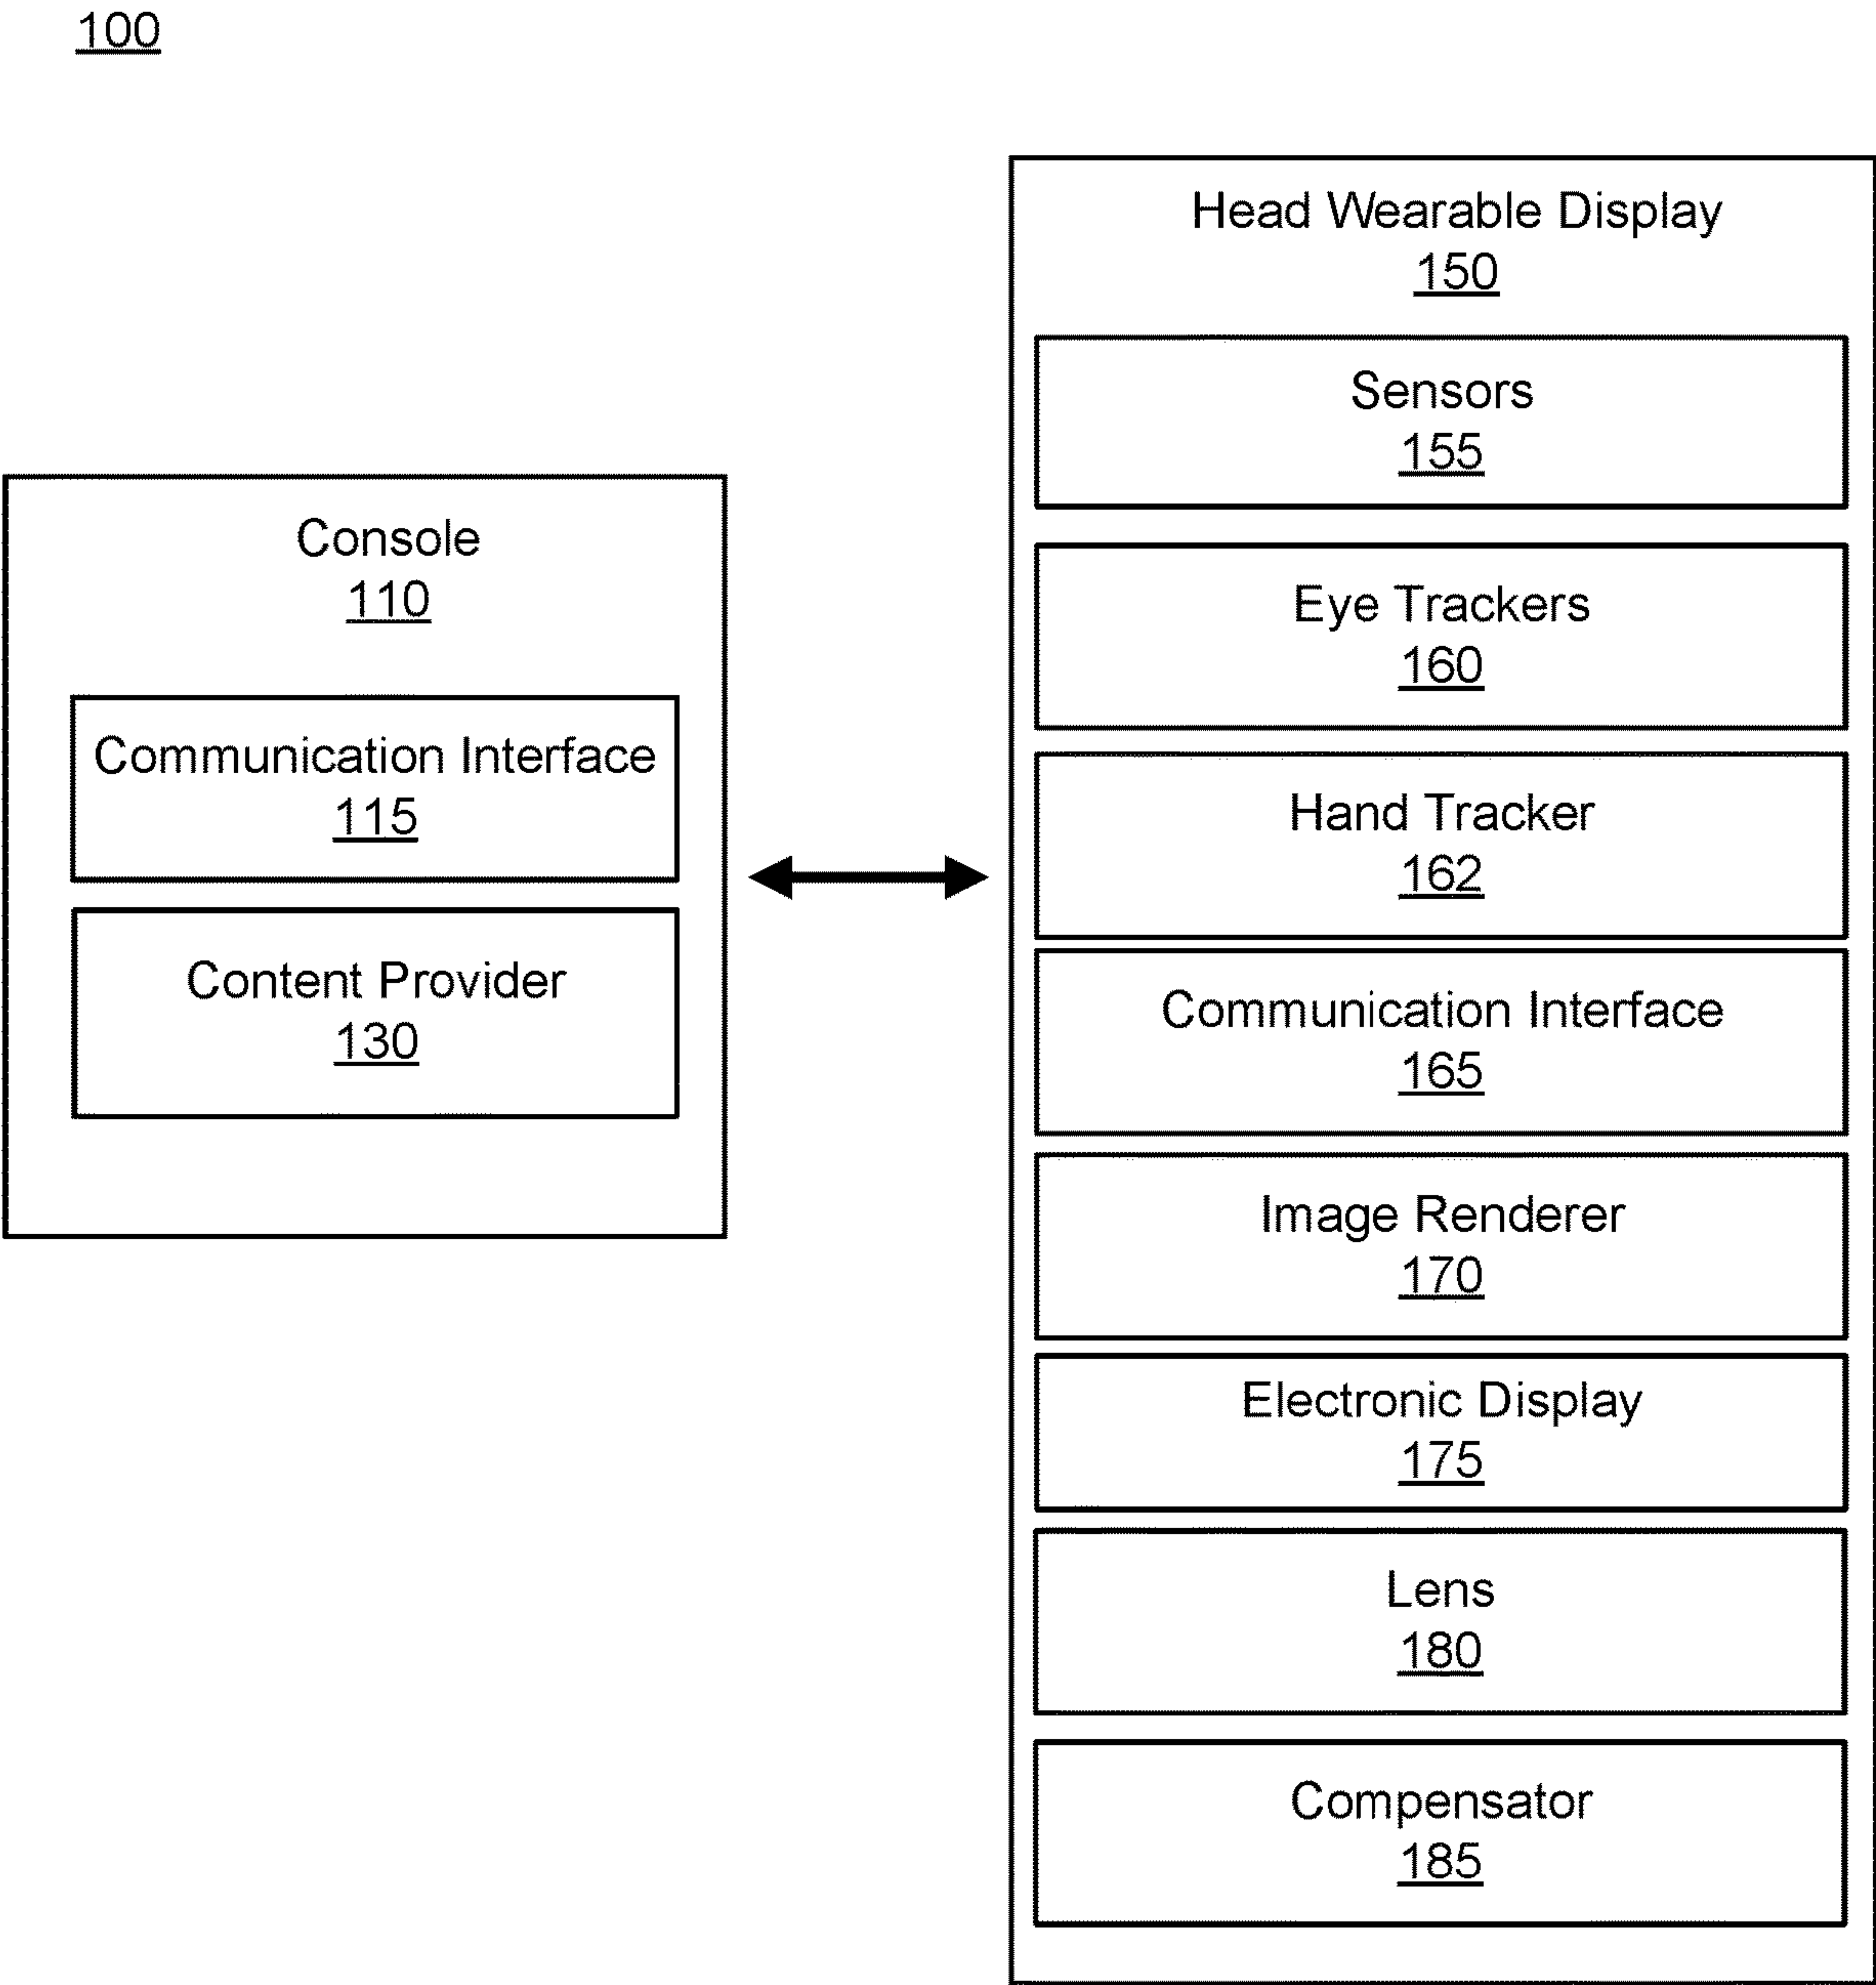 100
Console
110
Communication Interface
115
Content Provider
130
Head Wearable Display
150
Sensors
155
Eye Trackers
160
Hand Tracker
162
Communication Interface
165
Image Renderer
170
Electronic Display
175
Lens
180
Compensator
185